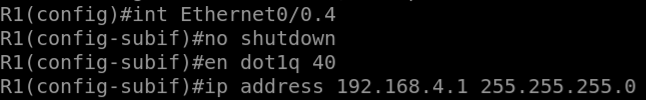 R1(config)#int Ethernet0/0.4
R1(config-subif)#no shutdown
R1(config-subif)#en dot1q 40
R1(config-subif)#ip address 192.168.4.1 255.255.255.0